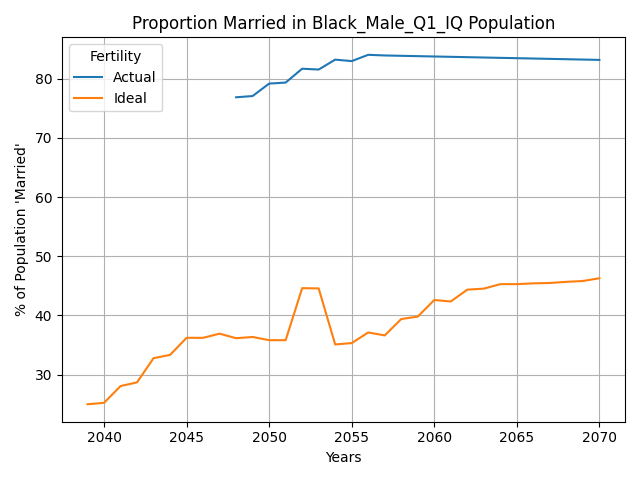 Proportion Married in Black_Male_Q1_IQ Population
Fertility
Actual
Ideal
% of Population 'Married'
80
70
60
50
40
30
2040
2045
2050
2055
2060
2065
2070
Years